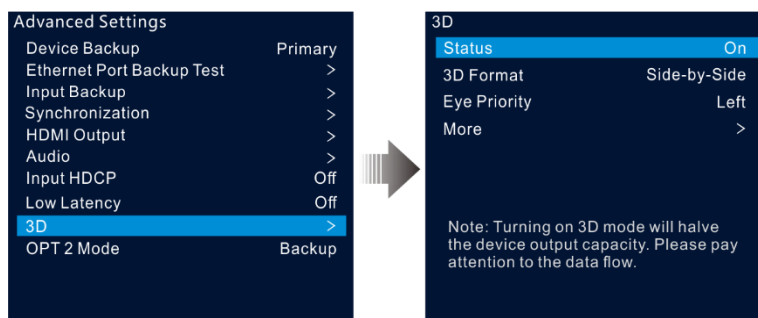 Advanced Settings
Device Backup Primary
Ethernet Port Backup Test >
Input Backup >
Synchronization >
HDMI Output >
Audio >
Input HDCP Off
Low Latency Off
3D >
OPT 2 Mode Backup
3D
Status On
3D Format Side-by-Side
Eye Priority Left
More >
Note: Turning on 3D mode will halve
the device output capacity. Please pay
attention to the data flow.